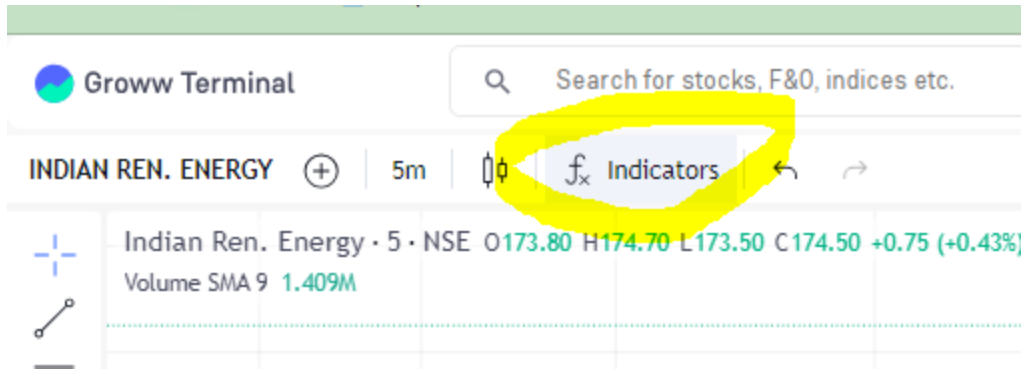 Groww Terminal Search for stocks, F&O, indices etc.
INDIAN REN. ENERGY 5m fx Indicators
Indian Ren. Energy · 5 · NSE O173.80 H174.70 L173.50 C174.50 +0.75 (+0.43%)
Volume SMA 9 1.409M